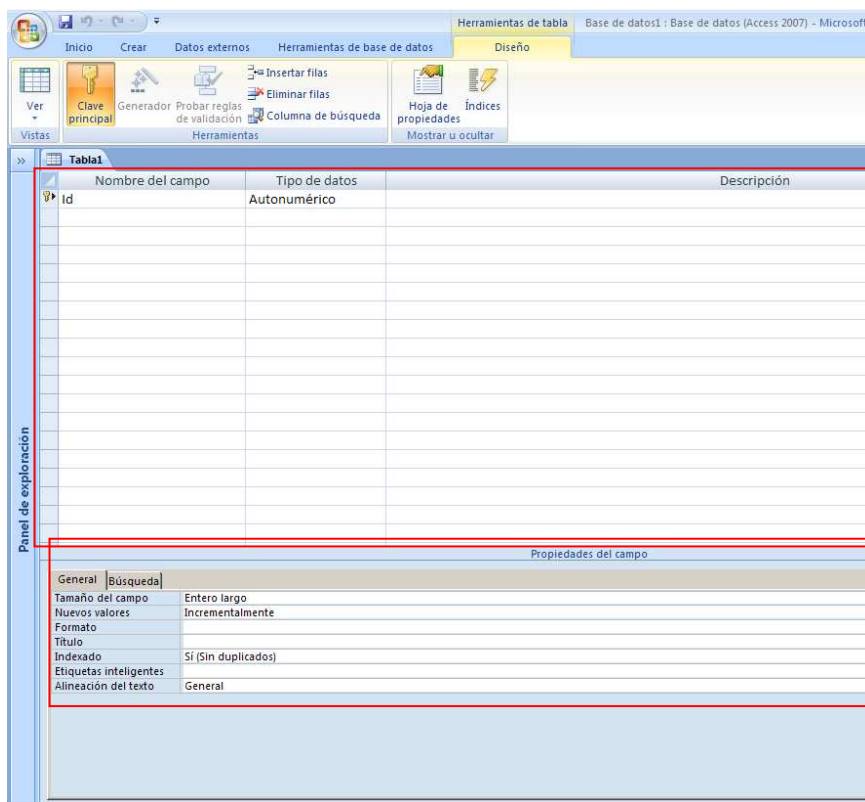 Herramientas de tabla Base de datos1 : Base de datos (Access 2007) - Microsoft
Inicio Crear Datos externos Herramientas de base de datos Diseño
Ver
Clave principal
Generador
Probar reglas de validación
Insertar filas
Eliminar filas
Columna de búsqueda
Hoja de propiedades
Índices
Vistas Herramientas Mostrar u ocultar
Tabla1
Nombre del campo Tipo de datos Descripción
Id Autonumérico
Panel de exploración
Propiedades del campo
General Búsqueda
Tamaño del campo Entero largo
Nuevos valores Incrementalmente
Formato
Título
Indexado Sí (Sin duplicados)
Etiquetas inteligentes
Alineación del texto General